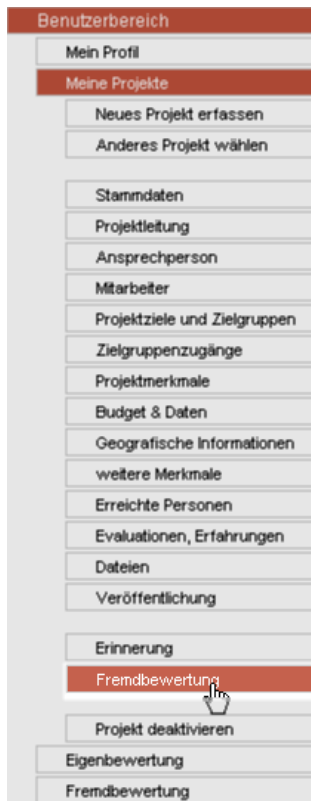 Benutzerbereich
Mein Profil
Meine Projekte
Neues Projekt erfassen
Anderes Projekt wählen
Stammdaten
Projektleitung
Ansprechperson
Mitarbeiter
Projektziele und Zielgruppen
Zielgruppenzugänge
Projektmerkmale
Budget & Daten
Geografische Informationen
weitere Merkmale
Erreichte Personen
Evaluationen, Erfahrungen
Dateien
Veröffentlichung
Erinnerung
Fremdbewertung
Projekt deaktivieren
Eigenbewertung
Fremdbewertung